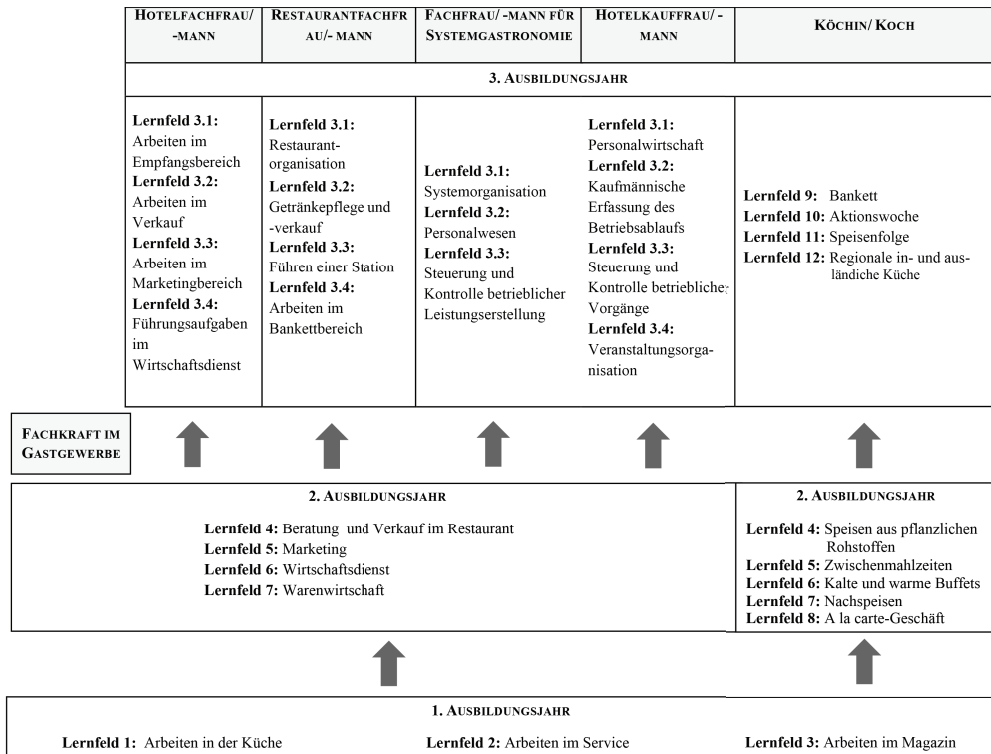 HOTELFACHFRAU/
-MANN
RESTAURANTFACHFR
AU/- MANN
FACHFRAU/ -MANN FÜR
SYSTEMGASTRONOMIE
HOTELKAUFFRAU/ -
MANN
KÖCHIN/ KOCH
3. AUSBILDUNGSJAHR
Lernfeld 3.1:
Arbeiten im
Empfangsbereich
Lernfeld 3.2:
Arbeiten im
Verkauf
Lernfeld 3.3:
Arbeiten im
Marketingbereich
Lernfeld 3.4:
Führungsaufgaben
im
Wirtschaftsdienst
Lernfeld 3.1:
Restaurant-
organisation
Lernfeld 3.2:
Getränkepflege und
-verkauf
Lernfeld 3.3:
Führen einer Station
Lernfeld 3.4:
Arbeiten im
Bankettbereich
Lernfeld 3.1:
Systemorganisation
Lernfeld 3.2:
Personalwesen
Lernfeld 3.3:
Steuerung und
Kontrolle betrieblicher
Leistungserstellung
Lernfeld 3.1:
Personalwirtschaft
Lernfeld 3.2:
Kaufmännische
Erfassung des
Betriebsablaufs
Lernfeld 3.3:
Steuerung und
Kontrolle betrieblicher
Vorgänge
Lernfeld 3.4:
Veranstaltungsorga-
nisation
Lernfeld 9: Bankett
Lernfeld 10: Aktionswoche
Lernfeld 11: Speisenfolge
Lernfeld 12: Regionale in- und aus-
ländische Küche
FACHKRAFT IM
GASTGEWERBE
2. AUSBILDUNGSJAHR
Lernfeld 4: Beratung und Verkauf im Restaurant
Lernfeld 5: Marketing
Lernfeld 6: Wirtschaftsdienst
Lernfeld 7: Warenwirtschaft
2. AUSBILDUNGSJAHR
Lernfeld 4: Speisen aus pflanzlichen
Rohstoffen
Lernfeld 5: Zwischenmahlzeiten
Lernfeld 6: Kalte und warme Buffets
Lernfeld 7: Nachspeisen
Lernfeld 8: A la carte-Geschäft
1. AUSBILDUNGSJAHR
Lernfeld 1: Arbeiten in der Küche Lernfeld 2: Arbeiten im Service Lernfeld 3: Arbeiten im Magazin